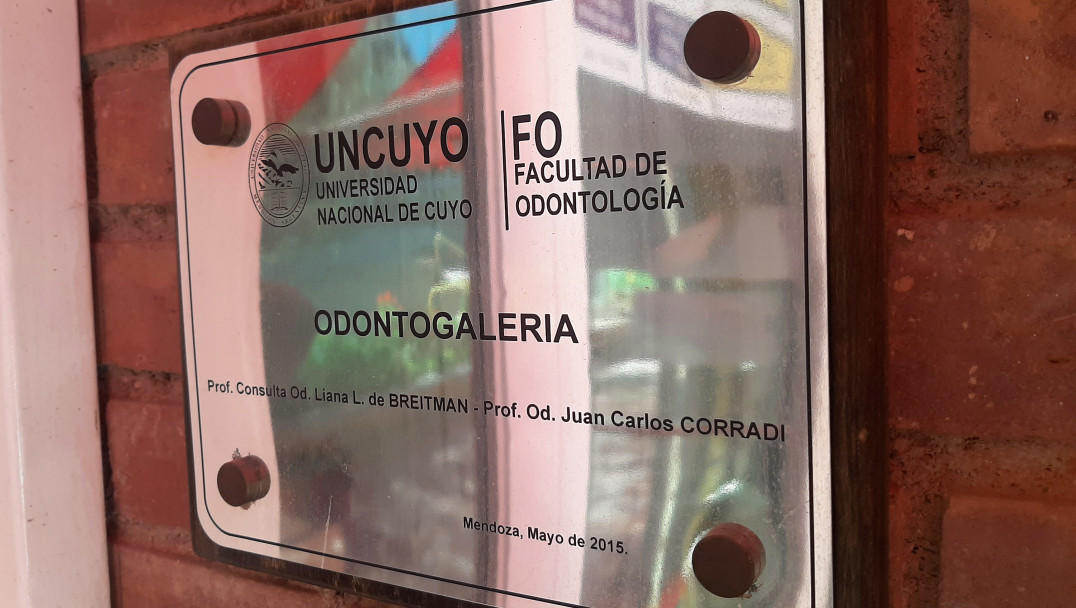 UNCUYO
UNIVERSIDAD
NACIONAL DE CUYO
FO
FACULTAD DE
ODONTOLOGÍA
ODONTOGALERIA
Prof. Consulta Od. Liana L. de BREITMAN - Prof. Od. Juan Carlos CORRADI
Mendoza, Mayo de 2015.